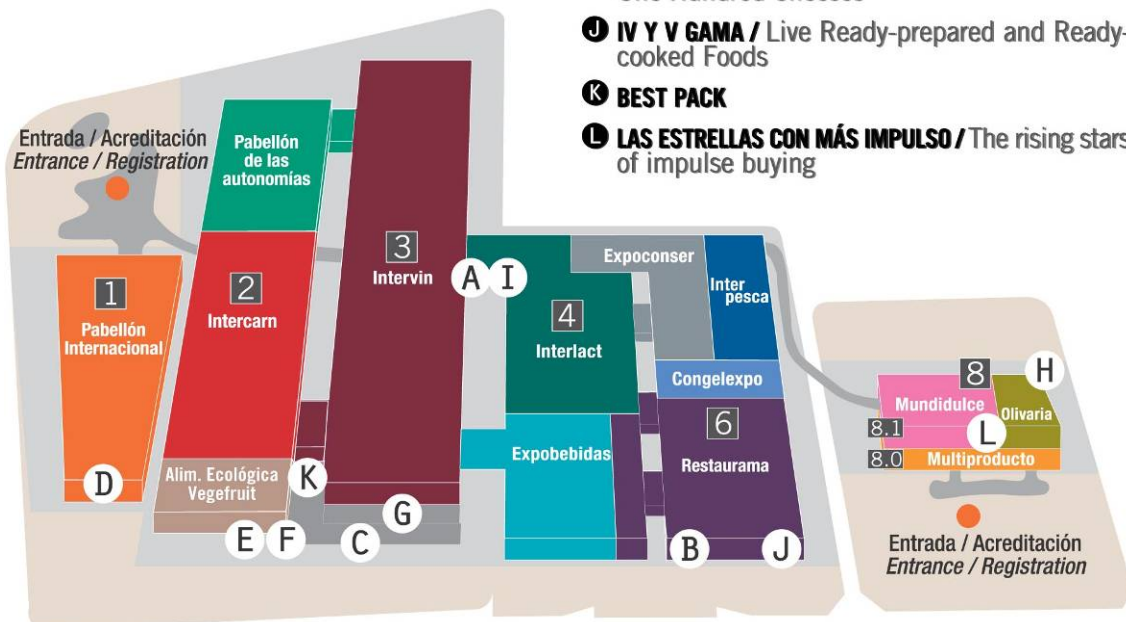 One Hundred Cheeses
J IV Y V GAMA / Live Ready-prepared and Ready-
cooked Foods
K BEST PACK
L LAS ESTRELLAS CON MÁS IMPULSO / The rising stars
of impulse buying
Entrada / Acreditación
Entrance / Registration
Pabellón
de las
autonomías
1
Pabellón
Internacional
D
2
Intercarn
Alim. Ecológica
Vegefruit
E
F
K
3
Intervin
G
C
A
I
4
Interlact
Expobebidas
Expoconser
Inter
pesca
Congelexpo
6
Restaurama
B
J
8
H
Mundidulce
Olivaria
8.1
L
8.0
Multiproducto
Entrada / Acreditación
Entrance / Registration